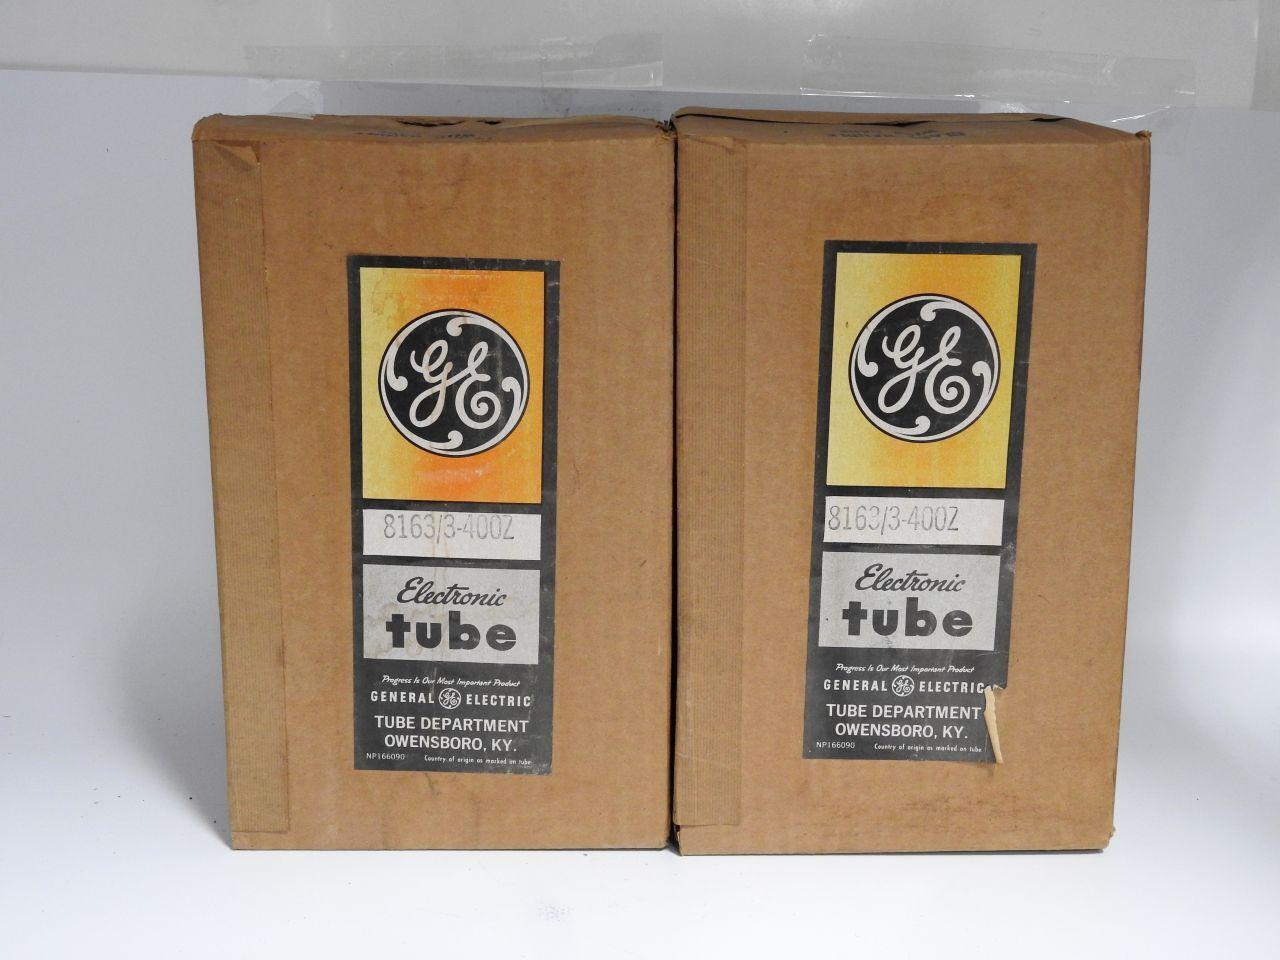 GE
8163/3-400Z
Electronic
tube
Progress Is Our Most Important Product
GENERAL GE ELECTRIC
TUBE DEPARTMENT
OWENSBORO, KY.
NP166090 Country of origin as marked on tube
GE
8163/3-400Z
Electronic
tube
Progress Is Our Most Important Product
GENERAL GE ELECTRIC
TUBE DEPARTMENT
OWENSBORO, KY.
NP166090 Country of origin as marked on tube